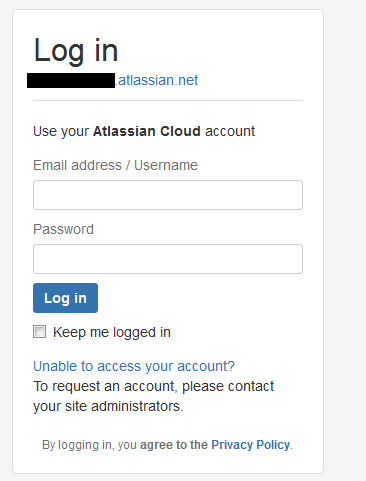 Log in
.atlassian.net
Use your Atlassian Cloud account
Email address / Username
Password
Log in
Keep me logged in
Unable to access your account?
To request an account, please contact
your site administrators.
By logging in, you agree to the Privacy Policy.